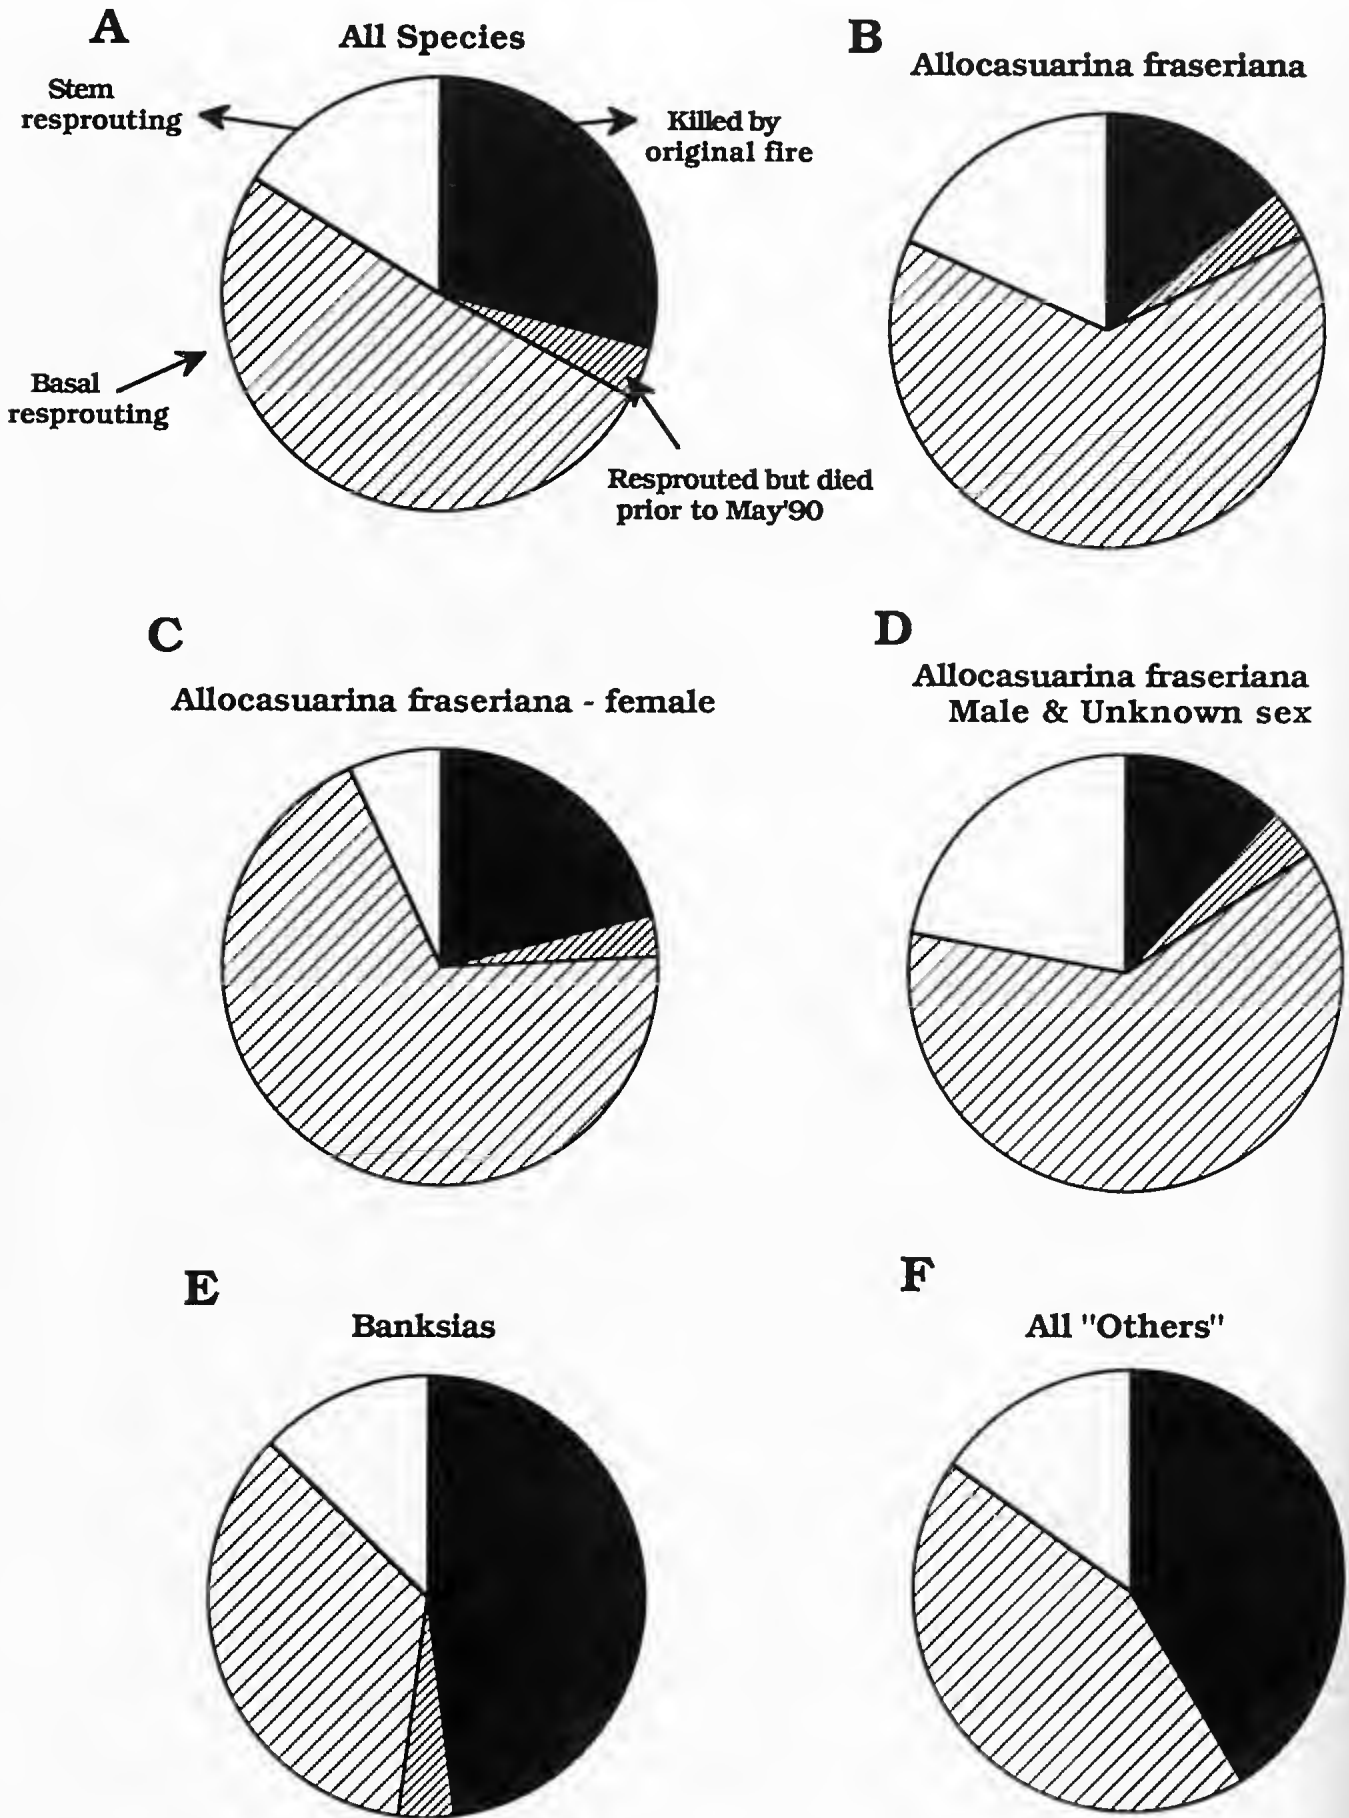 A
All Species
Stem
resprouting
Killed by
original fire
Basal
resprouting
Resprouted but died
prior to May'90
B
Allocasuarina fraseriana
C
Allocasuarina fraseriana - female
D
Allocasuarina fraseriana
Male & Unknown sex
E
Banksias
F
All "Others"